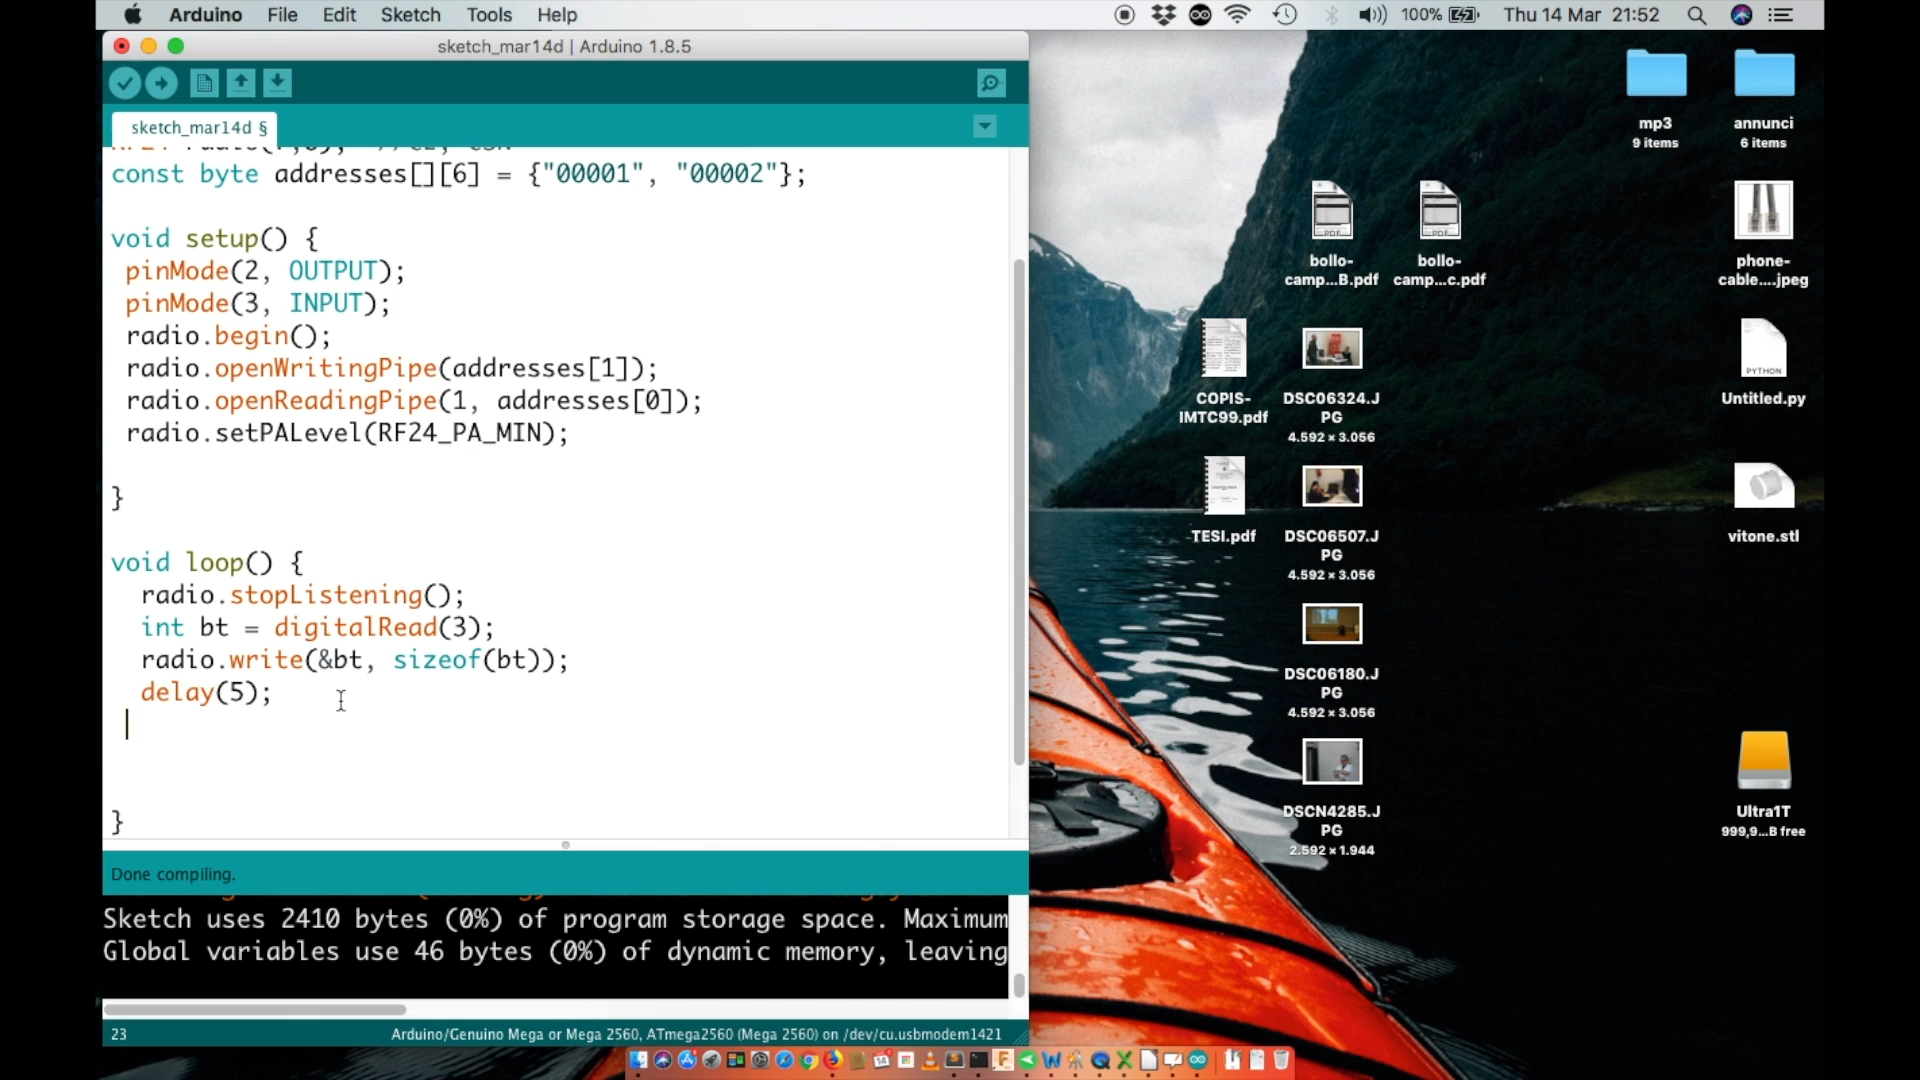 Arduino File Edit Sketch Tools Help
100% Thu 14 Mar 21:52
sketch_mar14d | Arduino 1.8.5
sketch_mar14d §
const byte addresses[][6] = {"00001", "00002"};
void setup() {
pinMode(2, OUTPUT);
pinMode(3, INPUT);
radio.begin();
radio.openWritingPipe(addresses[1]);
radio.openReadingPipe(1, addresses[0]);
radio.setPALevel(RF24_PA_MIN);
}
void loop() {
radio.stopListening();
int bt = digitalRead(3);
radio.write(&bt, sizeof(bt));
delay(5);
}
Done compiling.
Sketch uses 2410 bytes (0%) of program storage space. Maximum
Global variables use 46 bytes (0%) of dynamic memory, leaving
23
Arduino/Genuino Mega or Mega 2560, ATmega2560 (Mega 2560) on /dev/cu.usbmodem1421
mp3
9 items
annunci
6 items
bollo-
camp...B.pdf
bollo-
camp...c.pdf
phone-
cable....jpeg
COPIS-
IMTC99.pdf
DSC06324.J
PG
4.592 × 3.056
PYTHON
Untitled.py
TESI.pdf
DSC06507.J
PG
4.592 × 3.056
vitone.stl
DSC06180.J
PG
4.592 × 3.056
DSCN4285.J
PG
2.592 × 1.944
Ultra1T
999,9...B free